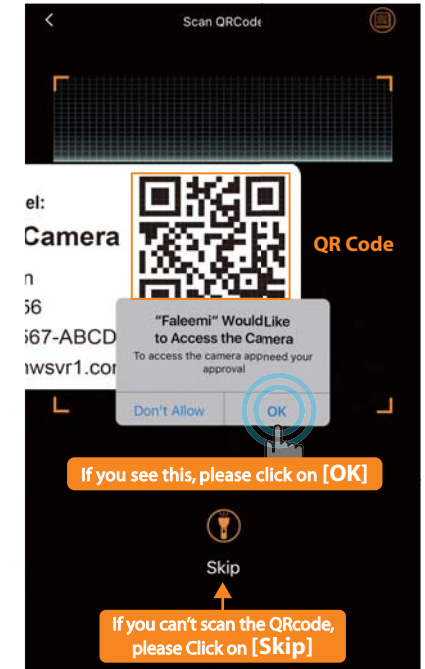 Scan QRCode
el:
Camera
QR Code
n
56
567-ABCD
nwsvr1.com
"Faleemi" Would Like
to Access the Camera
To access the camera appneed your
approval
Don't Allow
OK
If you see this, please click on [OK]
Skip
If you can't scan the QRcode,
please Click on [Skip]